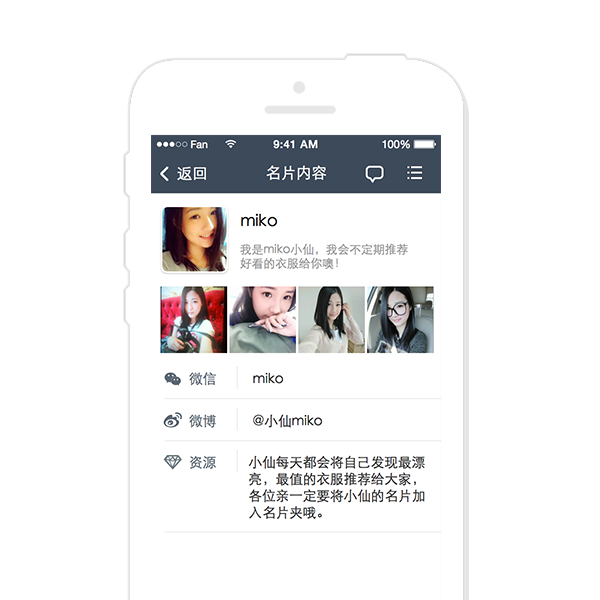 Fan 9:41 AM 100%
返回 名片内容
miko
我是miko小仙，我会不定期推荐
好看的衣服给你噢！
微信 miko
微博 @小仙miko
资源 小仙每天都会将自己发现最漂
亮，最值的衣服推荐给大家，
各位亲一定要将小仙的名片加
入名片夹哦。